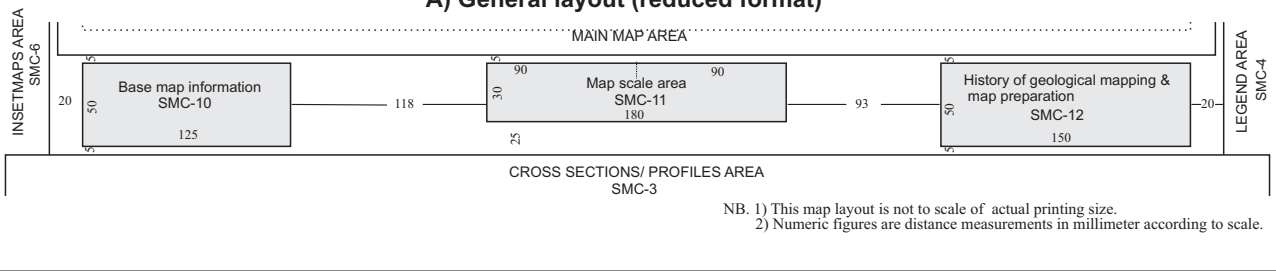 A) General layout (reduced format)
INSETMAPS AREA
SMC-6
MAIN MAP AREA
LEGEND AREA
SMC-4
5
Base map information
SMC-10
20
50
125
5
118
5
90
90
30
Map scale area
SMC-11
180
25
93
5
History of geological mapping &
map preparation
SMC-12
50
150
5
20
CROSS SECTIONS/ PROFILES AREA
SMC-3
NB. 1) This map layout is not to scale of actual printing size.
2) Numeric figures are distance measurements in millimeter according to scale.